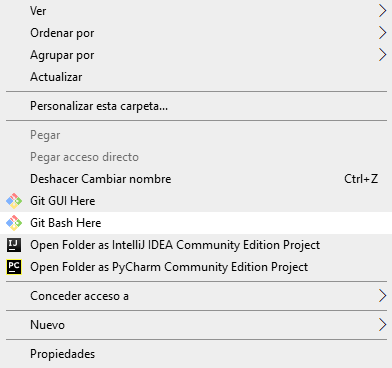 Ver
Ordenar por
Agrupar por
Actualizar
Personalizar esta carpeta...
Pegar
Pegar acceso directo
Deshacer Cambiar nombre Ctrl+Z
Git GUI Here
Git Bash Here
IJ Open Folder as IntelliJ IDEA Community Edition Project
PC Open Folder as PyCharm Community Edition Project
Conceder acceso a
Nuevo
Propiedades